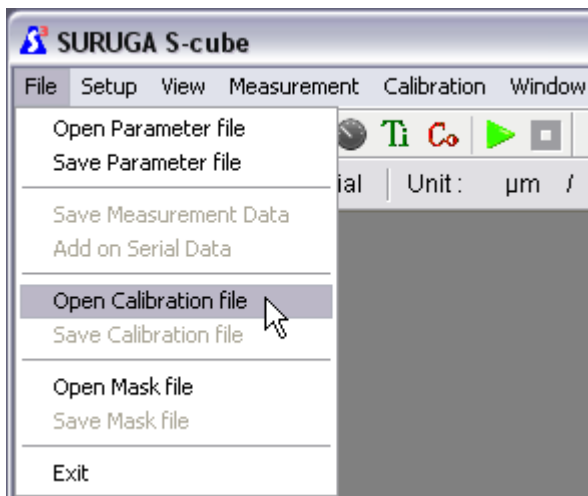 SURUGA S-cube
File Setup View Measurement Calibration Window
Open Parameter file
Save Parameter file
Ti Co
ial Unit: µm /
Save Measurement Data
Add on Serial Data
Open Calibration file
Save Calibration file
Open Mask file
Save Mask file
Exit